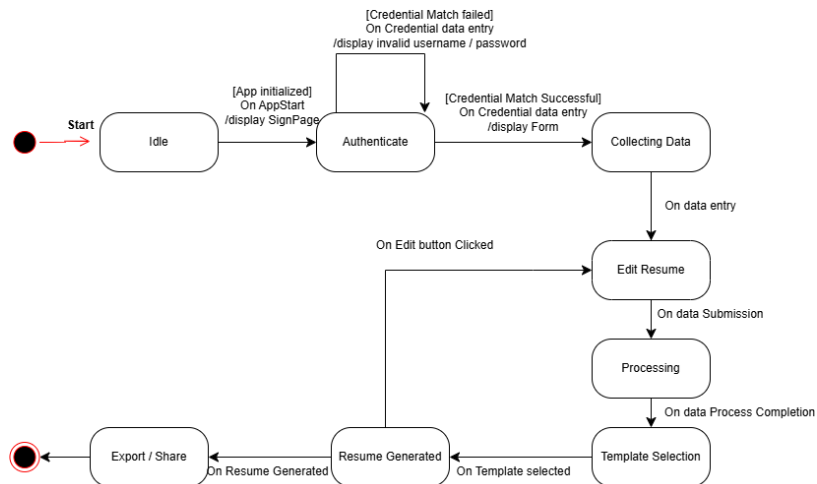 [Credential Match failed]
On Credential data entry
/display invalid username / password
[App initialized]
On AppStart
/display SignPage
[Credential Match Successful]
On Credential data entry
/display Form
Start
Idle
Authenticate
Collecting Data
On data entry
On Edit button Clicked
Edit Resume
On data Submission
Processing
On data Process Completion
Export / Share
On Resume Generated
Resume Generated
On Template selected
Template Selection